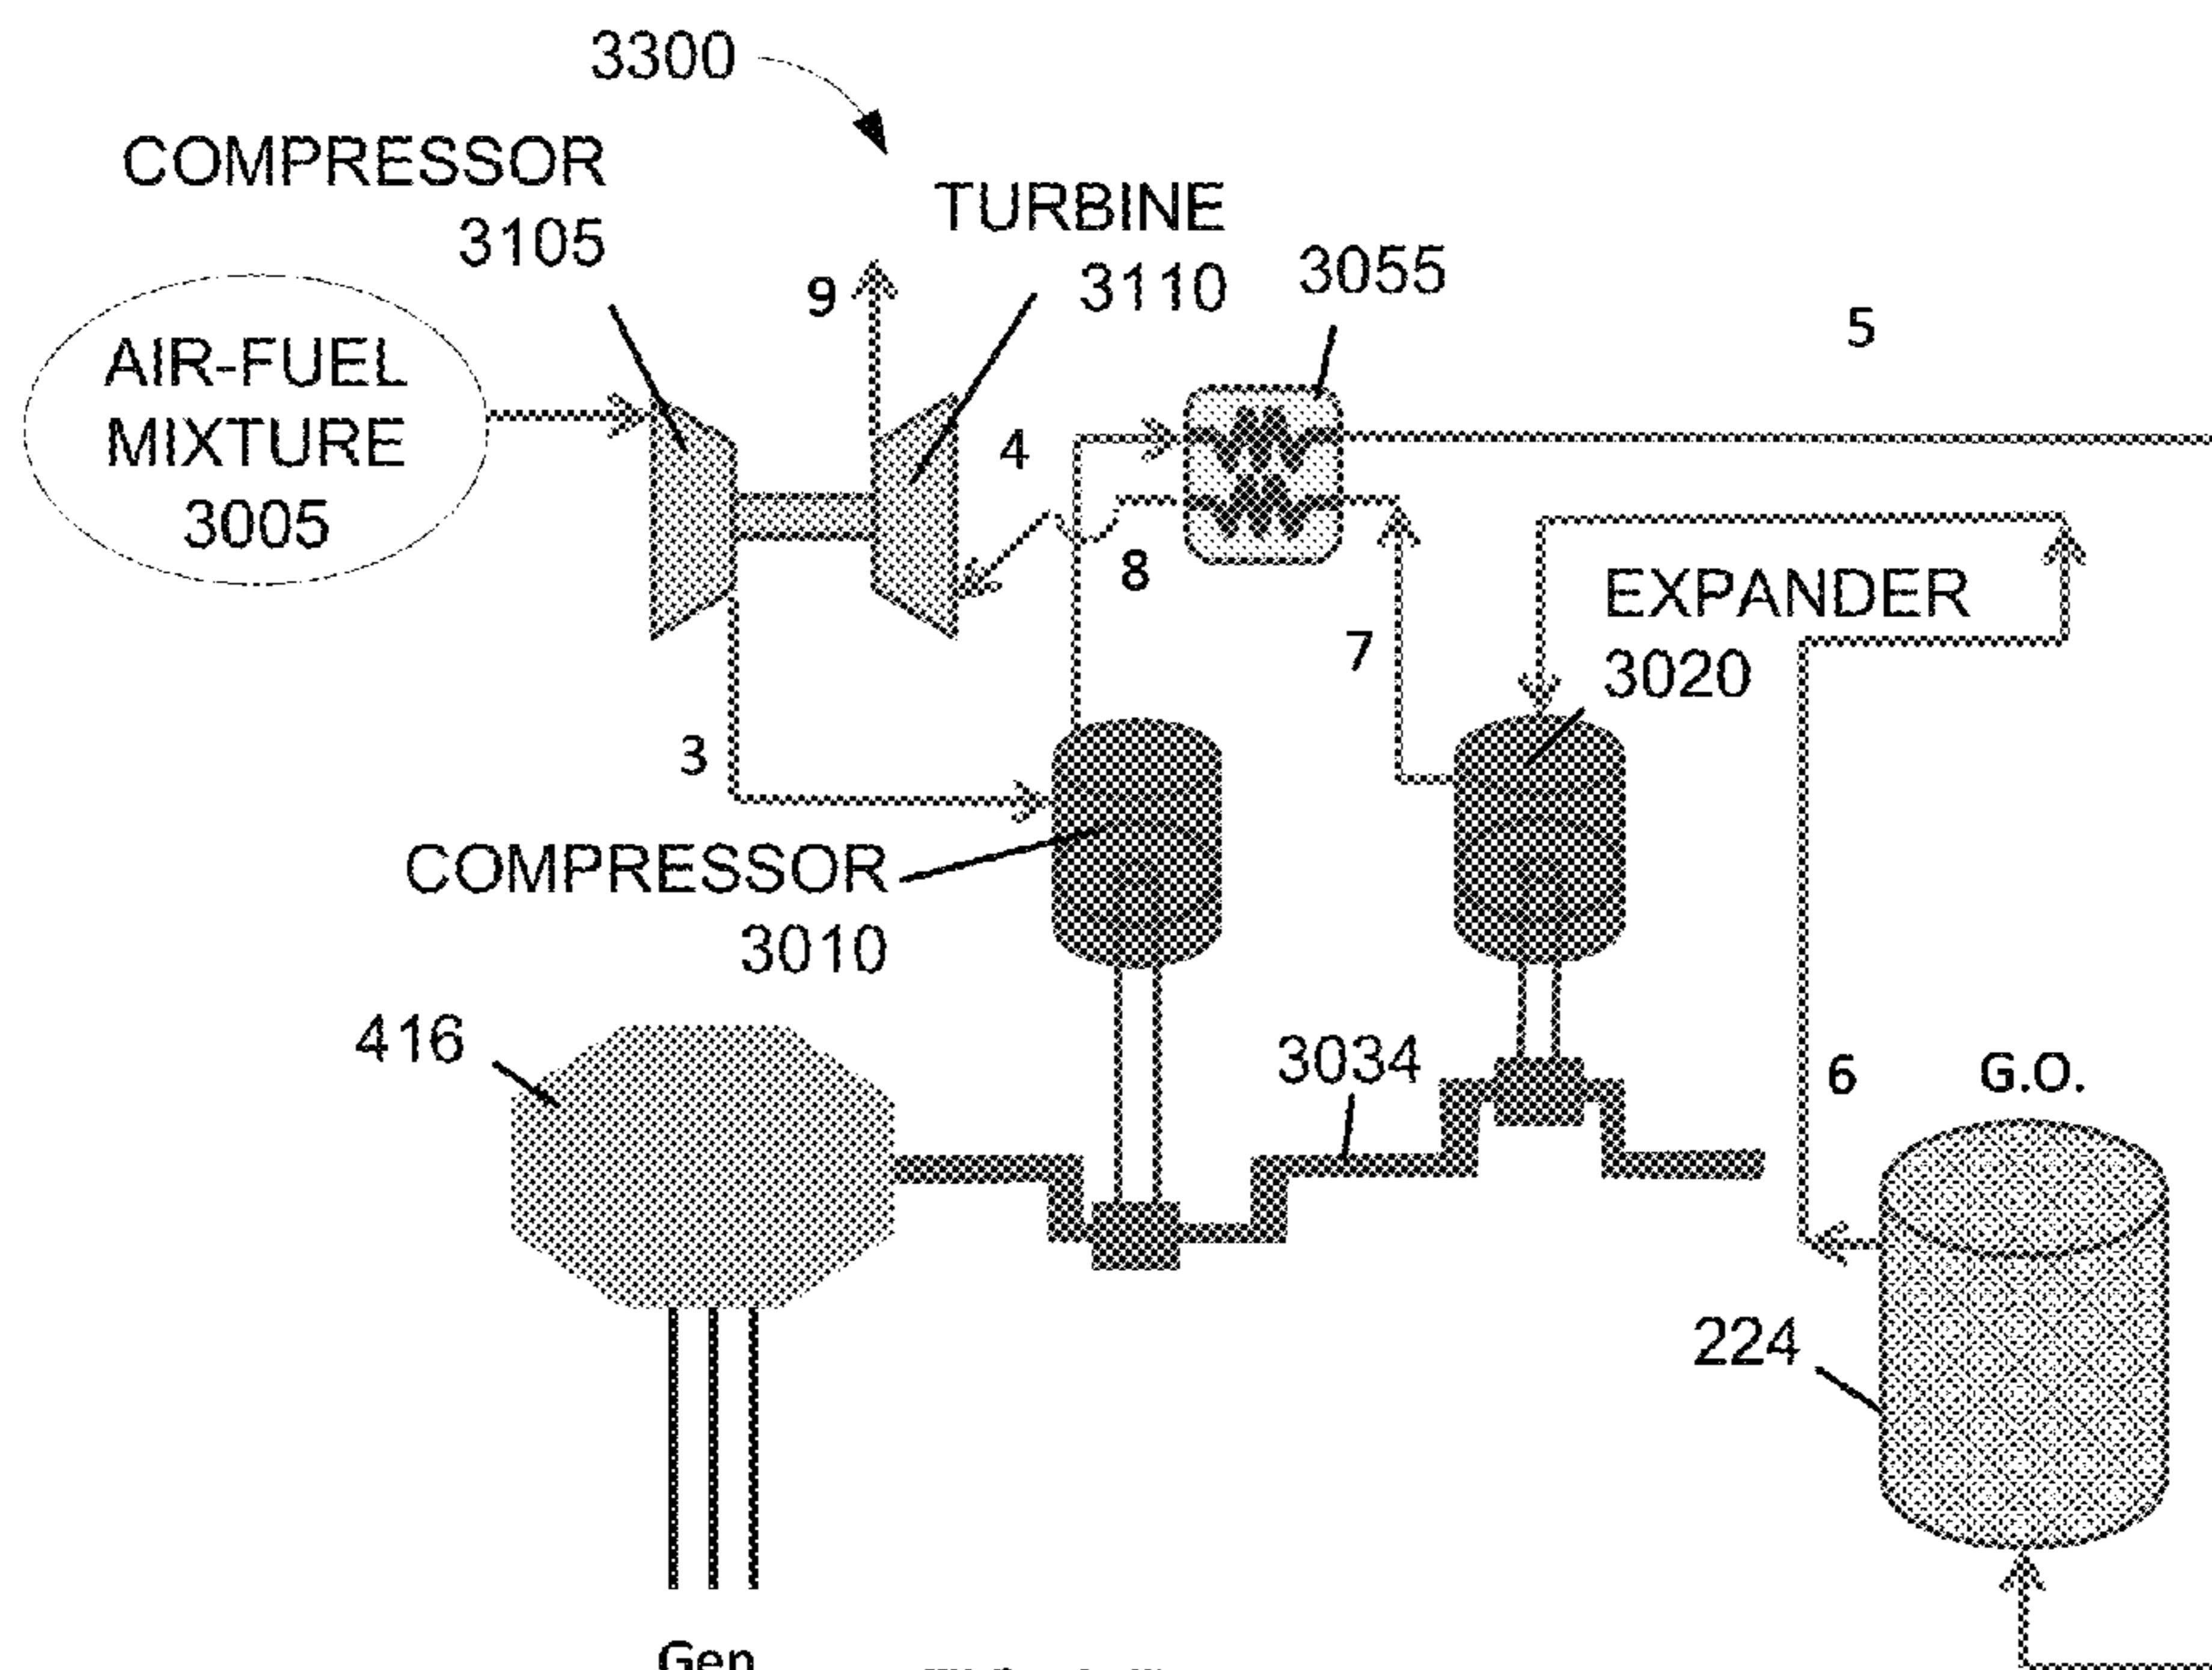 3300
COMPRESSOR
3105
TURBINE
3110
3055
9
5
AIR-FUEL
MIXTURE
3005
4
8
EXPANDER
3020
7
3
COMPRESSOR
3010
416
3034
6
G.O.
224
Gen